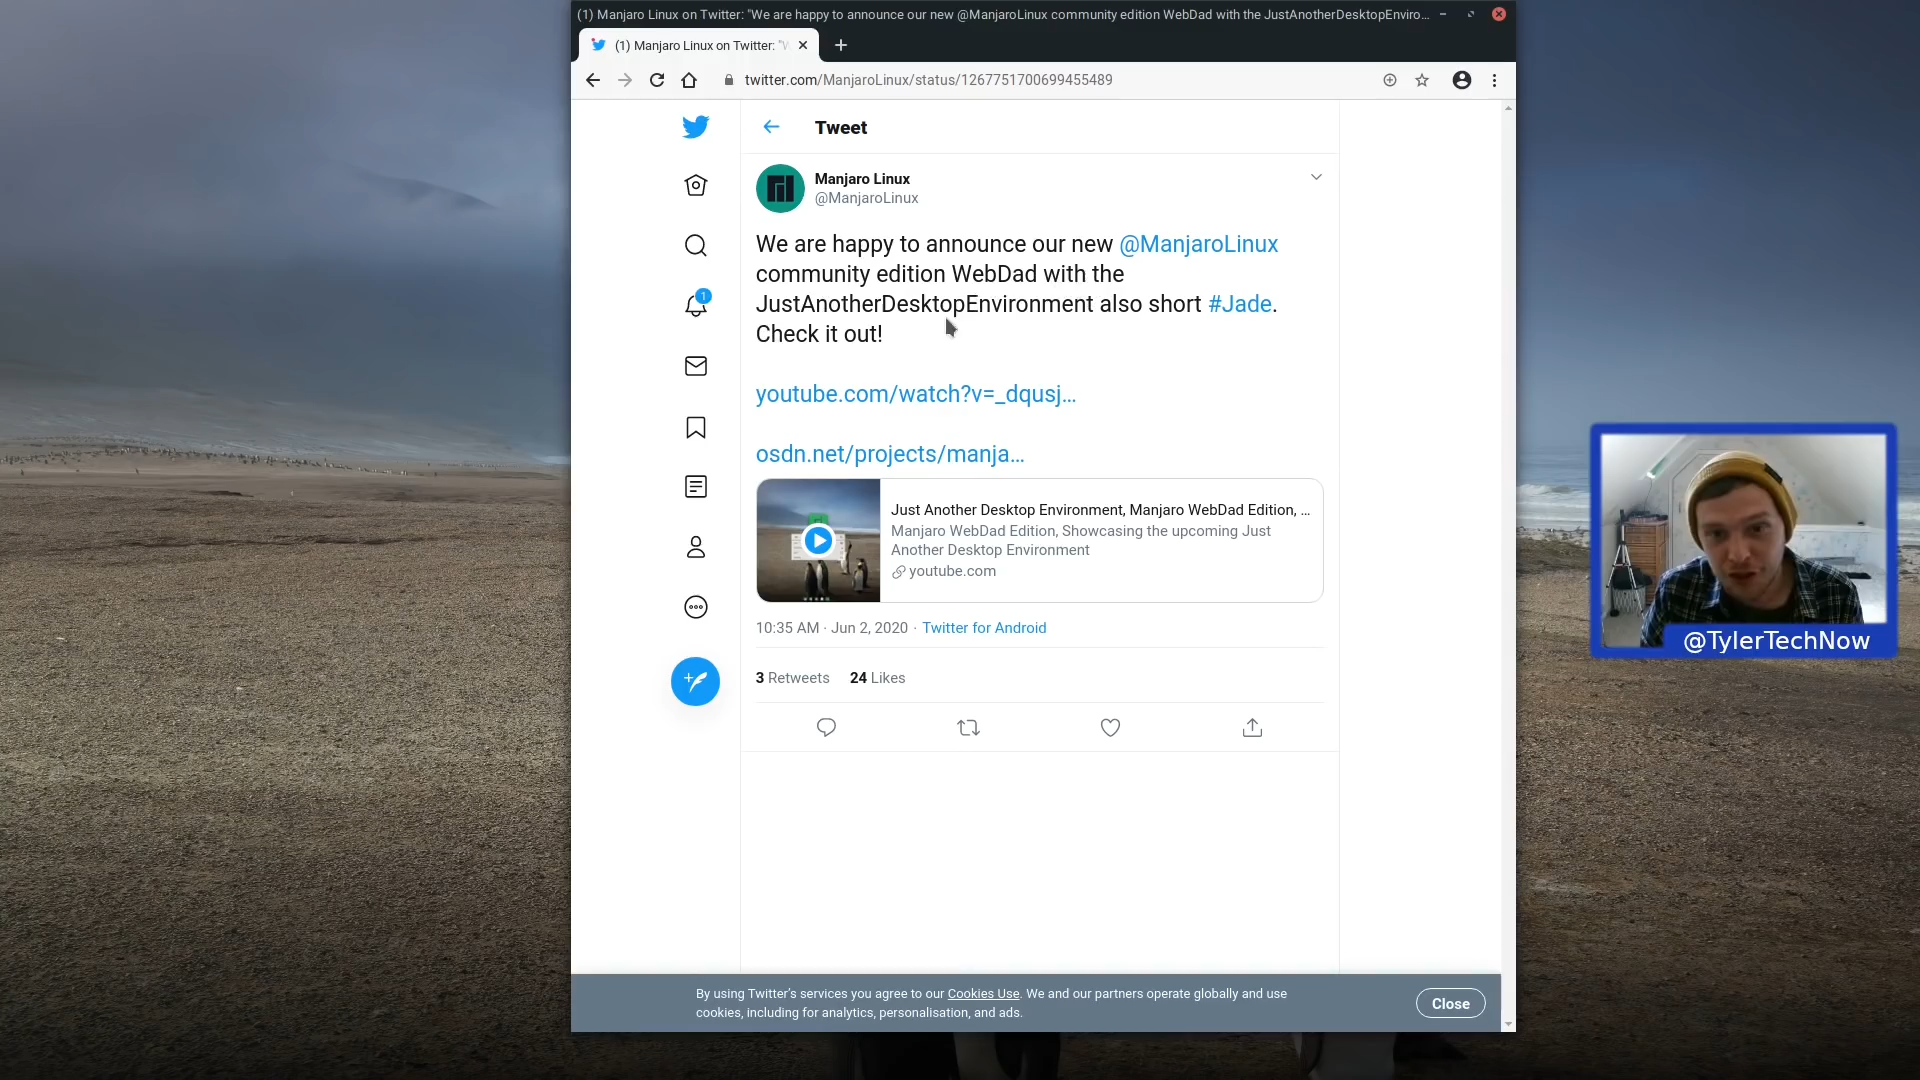 (1) Manjaro Linux on Twitter: "We are happy to announce our new @ManjaroLinux community edition WebDad with the JustAnotherDesktopEnviro...
(1) Manjaro Linux on Twitter: "W
twitter.com/ManjaroLinux/status/1267751700699455489
Tweet
Manjaro Linux
@ManjaroLinux
1
We are happy to announce our new @ManjaroLinux
community edition WebDad with the
JustAnotherDesktopEnvironment also short #Jade.
Check it out!
youtube.com/watch?v=_dqusj...
osdn.net/projects/manja...
Just Another Desktop Environment, Manjaro WebDad Edition, ...
Manjaro WebDad Edition, Showcasing the upcoming Just
Another Desktop Environment
youtube.com
10:35 AM · Jun 2, 2020 · Twitter for Android
3 Retweets 24 Likes
@TylerTechNow
By using Twitter's services you agree to our Cookies Use. We and our partners operate globally and use
cookies, including for analytics, personalisation, and ads.
Close